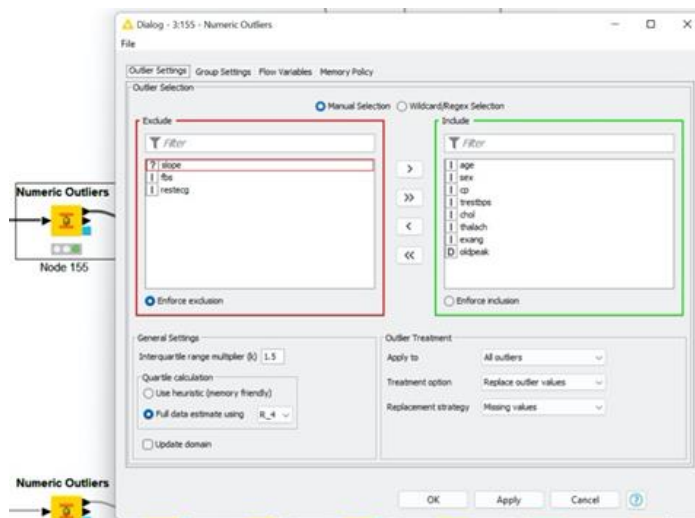 Dialog - 3:155 - Numeric Outliers
File
Outlier Settings Group Settings Flow Variables Memory Policy
Outlier Selection
Manual Selection Wildcard/Regex Selection
Exclude
Filter
? slope
I fbs
I restecg
Enforce exclusion
>
>>
<
<<
Include
Filter
I age
I sex
I cp
I trestbps
I chol
I thalach
I exang
D oldpeak
Enforce inclusion
Numeric Outliers
Node 155
General Settings
Interquartile range multiplier (k) 1.5
Quartile calculation
Use heuristic (memory friendly)
Full data estimate using R_4
Update domain
Outlier Treatment
Apply to All outliers
Treatment option Replace outlier values
Replacement strategy Missing values
Numeric Outliers
OK Apply Cancel ?